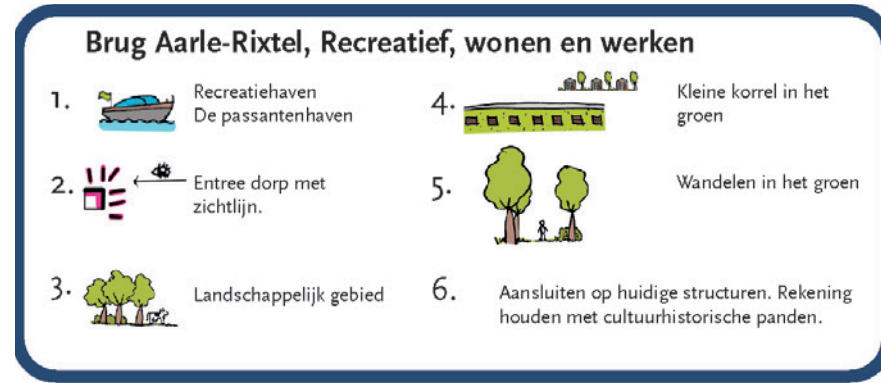 Brug Aarle-Rixtel, Recreatief, wonen en werken
1. Recreatiehaven
De passantenhaven
2. Entree dorp met
zichtlijn.
3. Landschappelijk gebied
4. Kleine korrel in het
groen
5. Wandelen in het groen
6. Aansluiten op huidige structuren. Rekening
houden met cultuurhistorische panden.